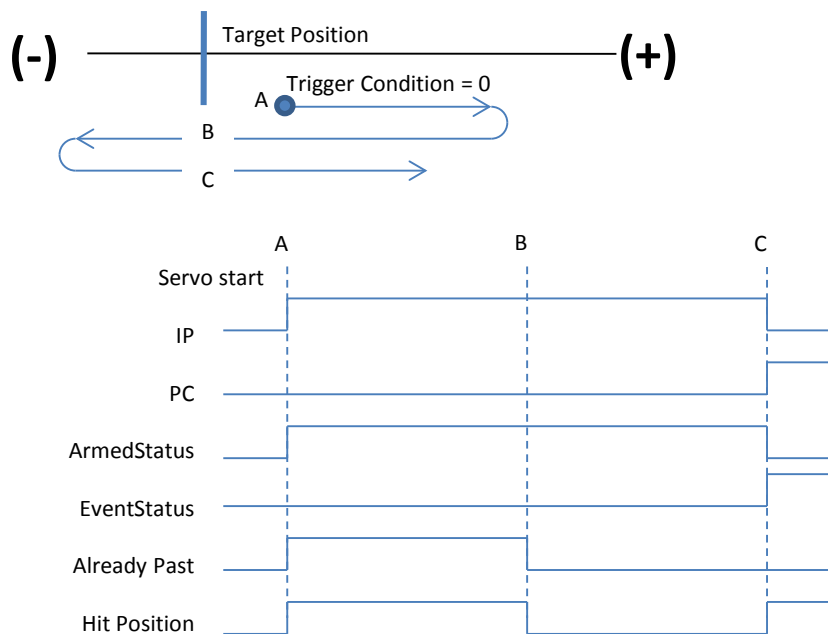 Target Position
(-)
(+)
Trigger Condition = 0
A
B
C
A
B
C
Servo start
IP
PC
ArmedStatus
EventStatus
Already Past
Hit Position